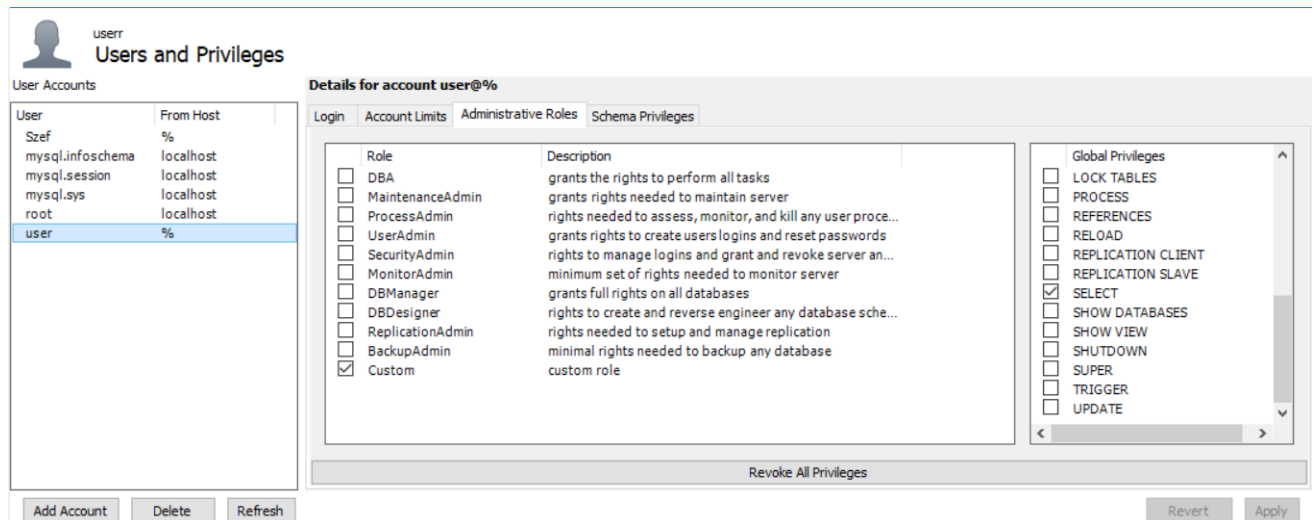 userr
Users and Privileges
User Accounts
User From Host
Szef %
mysql.infoschema localhost
mysql.session localhost
mysql.sys localhost
root localhost
user %
Add Account Delete Refresh
Details for account user@%
Login Account Limits Administrative Roles Schema Privileges
Role Description
DBA grants the rights to perform all tasks
MaintenanceAdmin grants rights needed to maintain server
ProcessAdmin rights needed to assess, monitor, and kill any user proce...
UserAdmin grants rights to create users logins and reset passwords
SecurityAdmin rights to manage logins and grant and revoke server an...
MonitorAdmin minimum set of rights needed to monitor server
DBManager grants full rights on all databases
DBDesigner rights to create and reverse engineer any database sche...
ReplicationAdmin rights needed to setup and manage replication
BackupAdmin minimal rights needed to backup any database
Custom custom role
Global Privileges
LOCK TABLES
PROCESS
REFERENCES
RELOAD
REPLICATION CLIENT
REPLICATION SLAVE
SELECT
SHOW DATABASES
SHOW VIEW
SHUTDOWN
SUPER
TRIGGER
UPDATE
Revoke All Privileges
Revert Apply